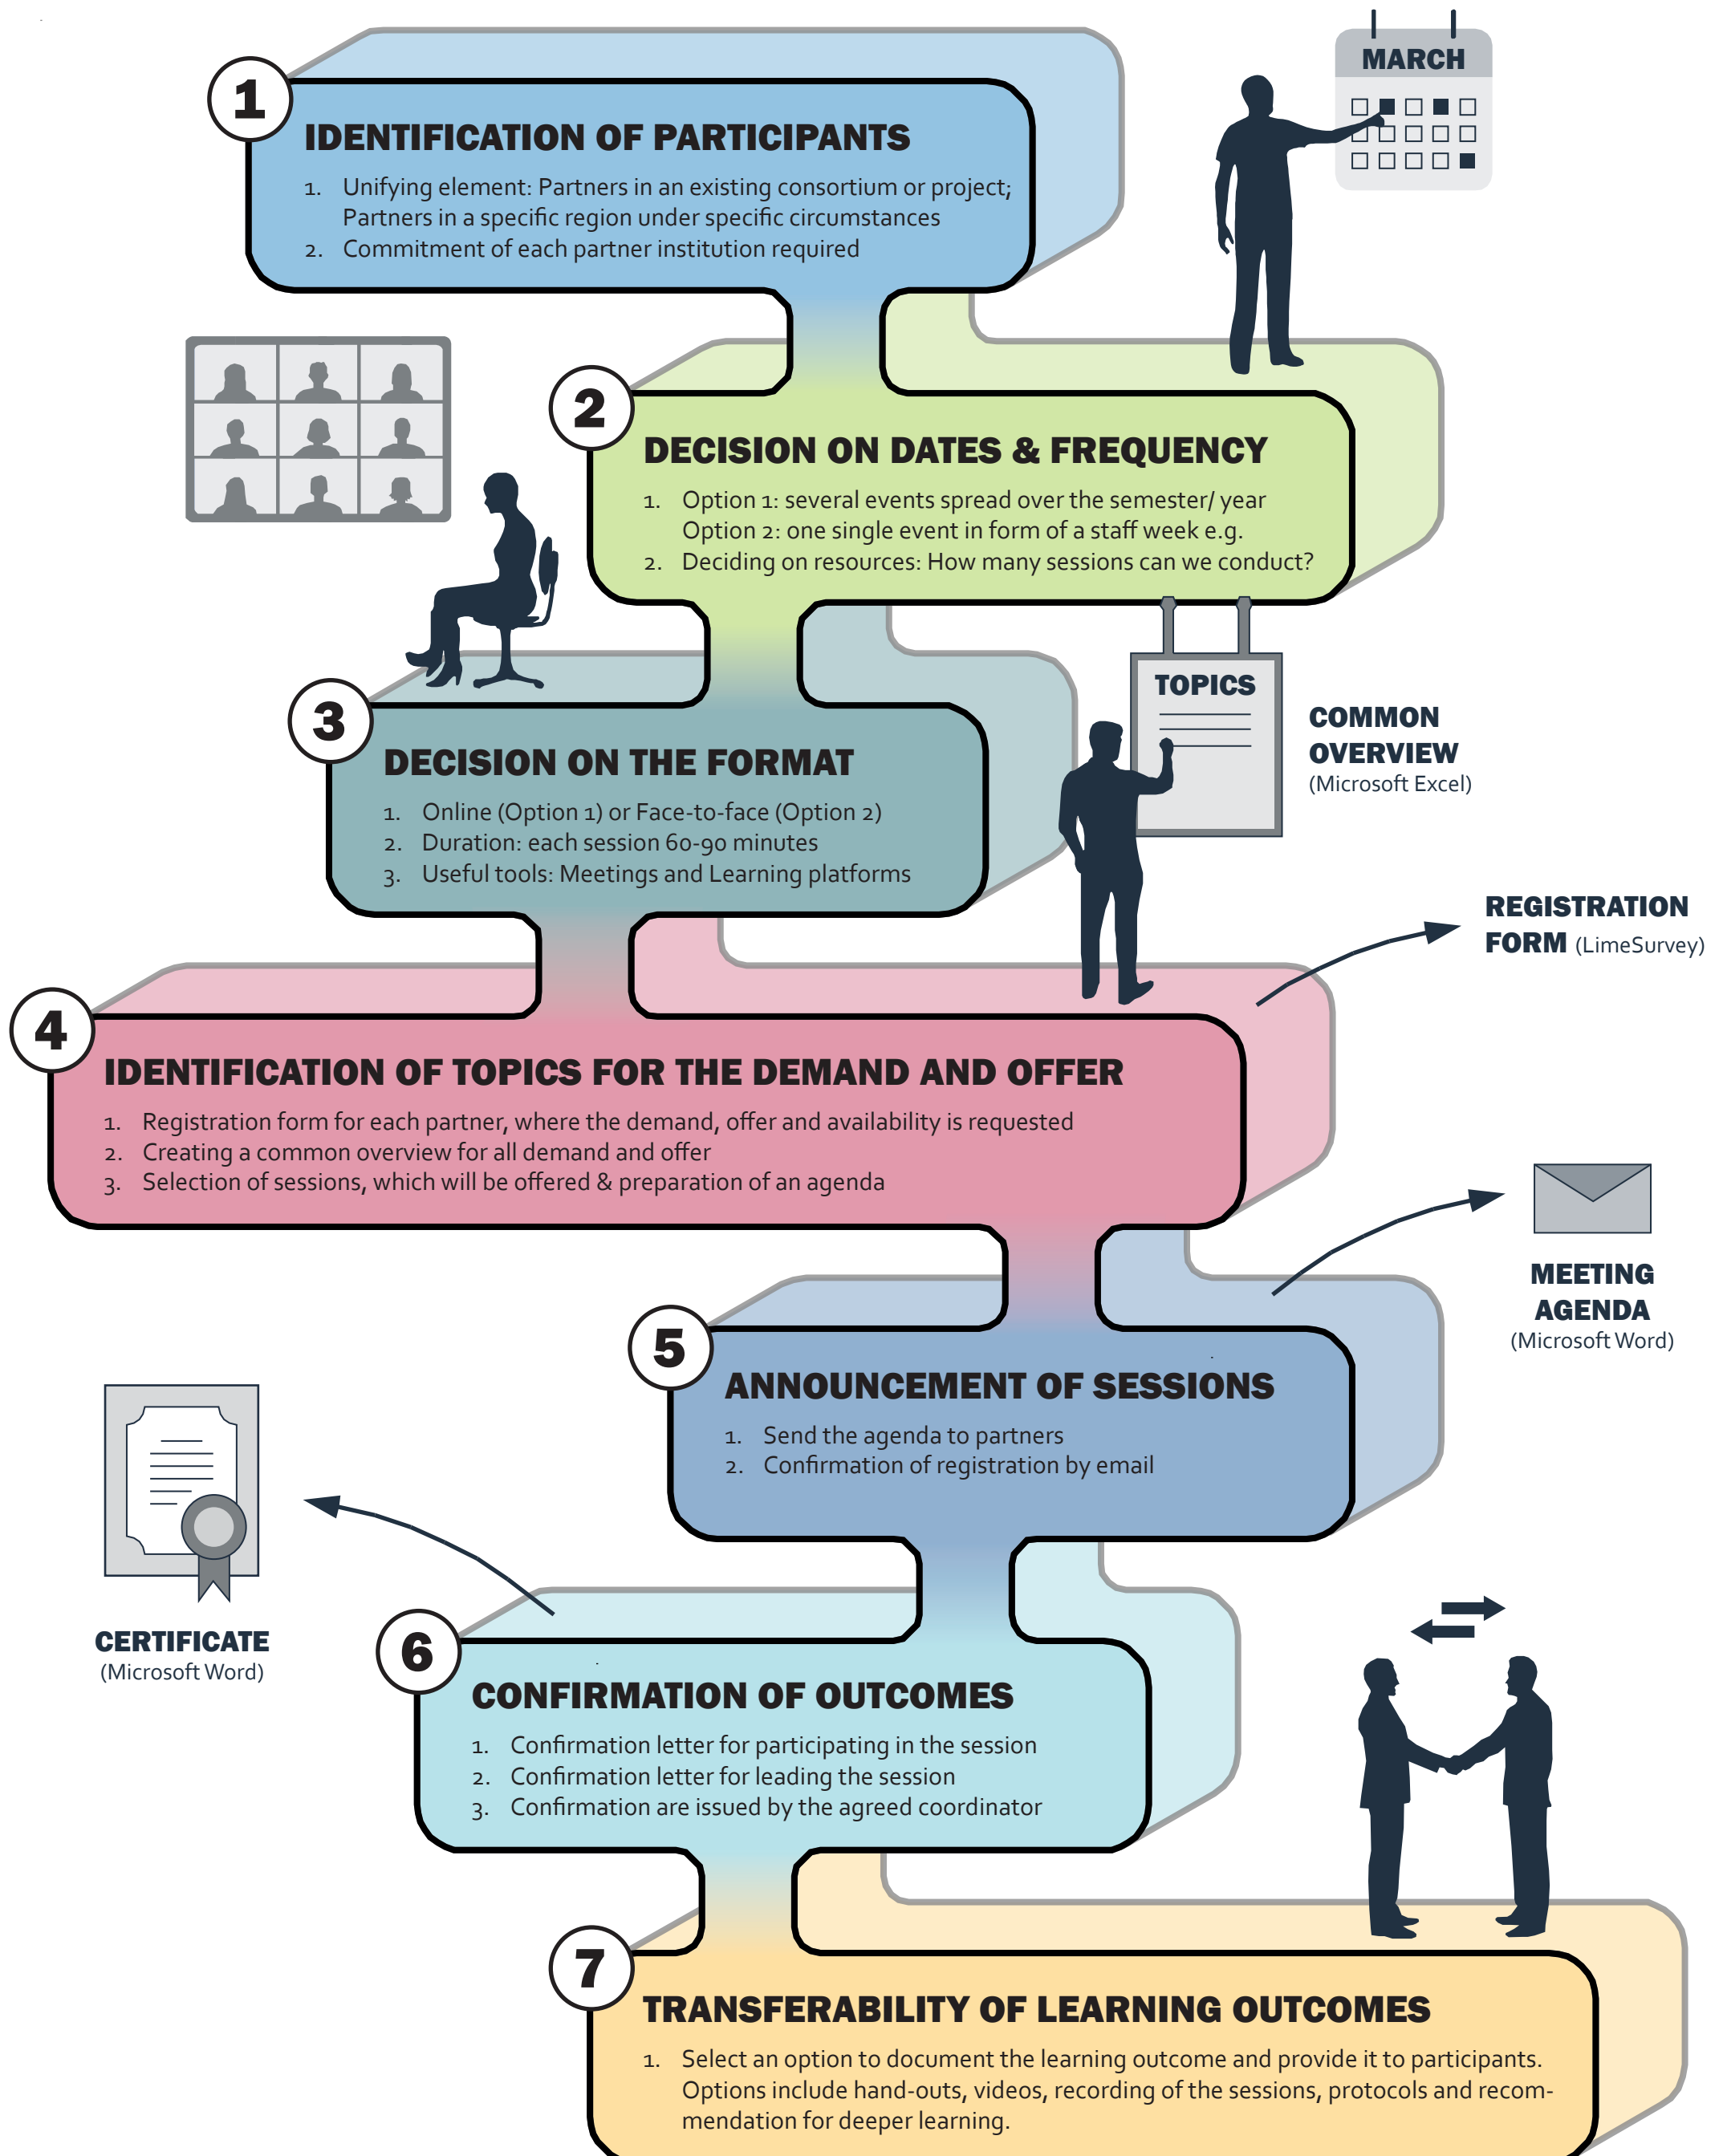 MARCH
1
IDENTIFICATION OF PARTICIPANTS
1. Unifying element: Partners in an existing consortium or project;
Partners in a specific region under specific circumstances
2. Commitment of each partner institution required
2
DECISION ON DATES & FREQUENCY
1. Option 1: several events spread over the semester/ year
Option 2: one single event in form of a staff week e.g.
2. Deciding on resources: How many sessions can we conduct?
TOPICS
COMMON
OVERVIEW
(Microsoft Excel)
3
DECISION ON THE FORMAT
1. Online (Option 1) or Face-to-face (Option 2)
2. Duration: each session 60-90 minutes
3. Useful tools: Meetings and Learning platforms
REGISTRATION
FORM (LimeSurvey)
4
IDENTIFICATION OF TOPICS FOR THE DEMAND AND OFFER
1. Registration form for each partner, where the demand, offer and availability is requested
2. Creating a common overview for all demand and offer
3. Selection of sessions, which will be offered & preparation of an agenda
MEETING
AGENDA
(Microsoft Word)
5
ANNOUNCEMENT OF SESSIONS
1. Send the agenda to partners
2. Confirmation of registration by email
CERTIFICATE
(Microsoft Word)
6
CONFIRMATION OF OUTCOMES
1. Confirmation letter for participating in the session
2. Confirmation letter for leading the session
3. Confirmation are issued by the agreed coordinator
7
TRANSFERABILITY OF LEARNING OUTCOMES
1. Select an option to document the learning outcome and provide it to participants.
Options include hand-outs, videos, recording of the sessions, protocols and recom-
mendation for deeper learning.